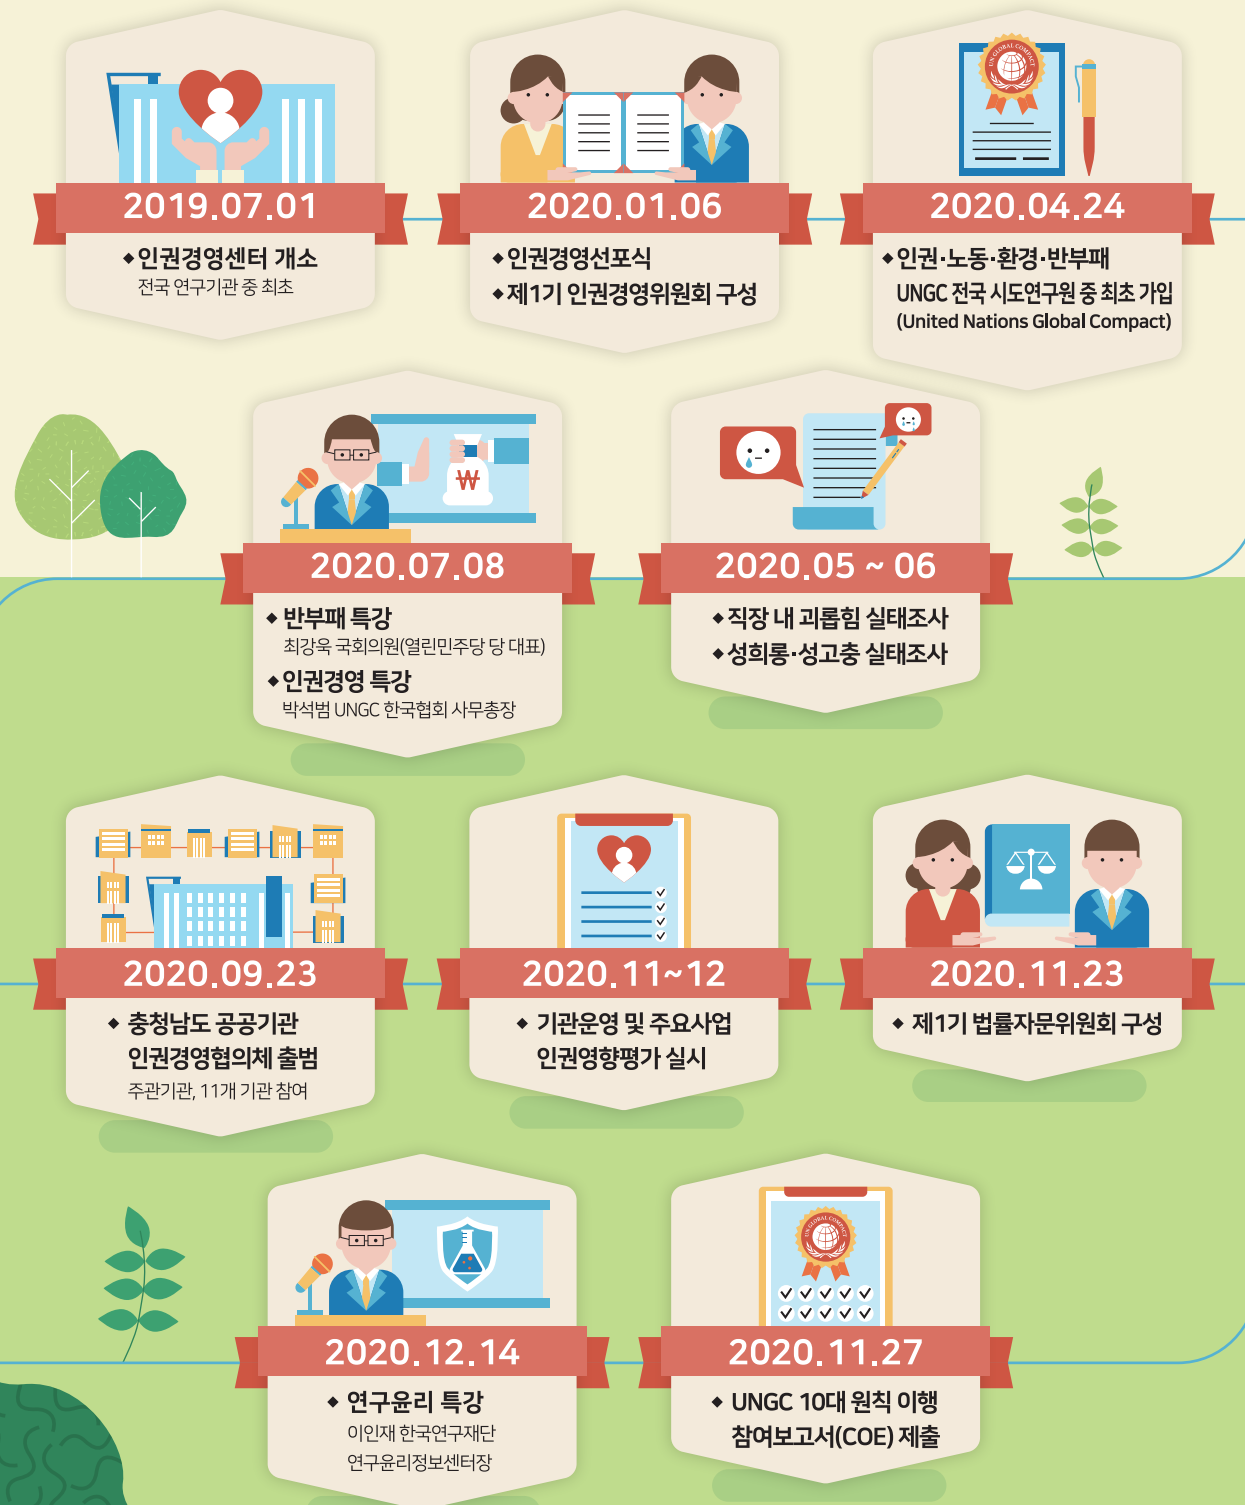 2019.07.01
◆ 인권경영센터 개소
전국 연구기관 중 최초
2020.01.06
◆ 인권경영선포식
◆ 제1기 인권경영위원회 구성
UN GLOBAL COMPACT
2020.04.24
◆ 인권·노동·환경·반부패
UNGC 전국 시도연구원 중 최초 가입
(United Nations Global Compact)
₩
2020.07.08
◆ 반부패 특강
최강욱 국회의원(열린민주당 당 대표)
◆ 인권경영 특강
박석범 UNGC 한국협회 사무총장
2020.05 ~ 06
◆ 직장 내 괴롭힘 실태조사
◆ 성희롱·성고충 실태조사
2020.09.23
◆ 충청남도 공공기관
인권경영협의체 출범
주관기관, 11개 기관 참여
2020.11~12
◆ 기관운영 및 주요사업
인권영향평가 실시
2020.11.23
◆ 제1기 법률자문위원회 구성
2020.12.14
◆ 연구윤리 특강
이인재 한국연구재단
연구윤리정보센터장
UN GLOBAL COMPACT
2020.11.27
◆ UNGC 10대 원칙 이행
참여보고서(COE) 제출